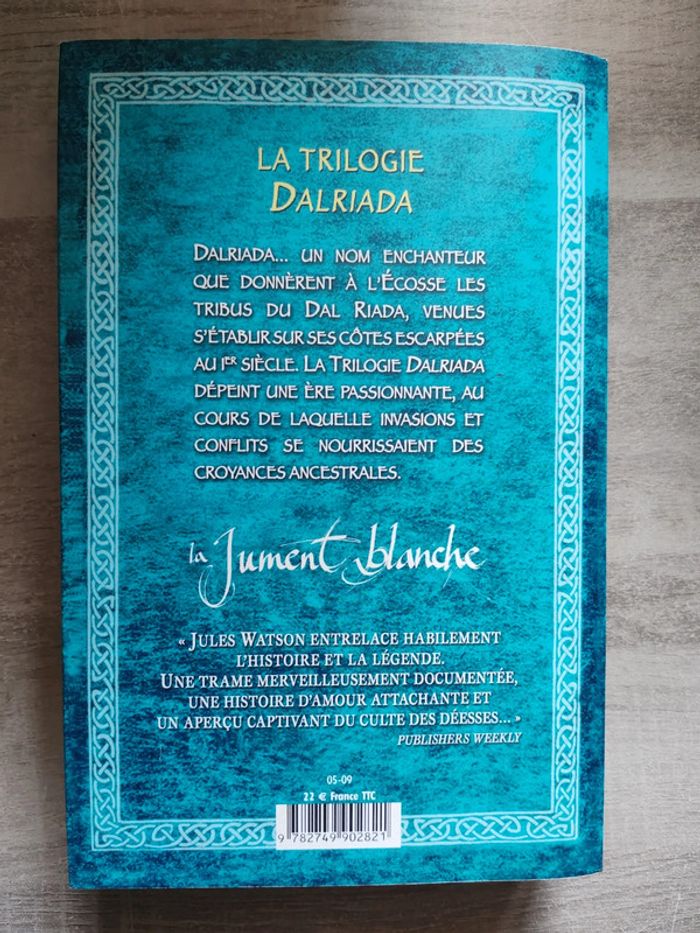 LA TRILOGIE
DALRIADA
DALRIADA... UN NOM ENCHANTEUR
QUE DONNÈRENT À L'ÉCOSSE LES
TRIBUS DU DAL RIADA, VENUES
S'ÉTABLIR SUR SES CÔTES ESCARPÉES
AU IER SIÈCLE. LA TRILOGIE DALRIADA
DÉPEINT UNE ÈRE PASSIONNANTE, AU
COURS DE LAQUELLE INVASIONS ET
CONFLITS SE NOURRISSAIENT DES
CROYANCES ANCESTRALES.
la Jument blanche
« JULES WATSON ENTRELACE HABILEMENT
L'HISTOIRE ET LA LÉGENDE.
UNE TRAME MERVEILLEUSEMENT DOCUMENTÉE,
UNE HISTOIRE D'AMOUR ATTACHANTE ET
UN APERÇU CAPTIVANT DU CULTE DES DÉESSES... »
PUBLISHERS WEEKLY
05-09
22 € France TTC
9 782749 902821